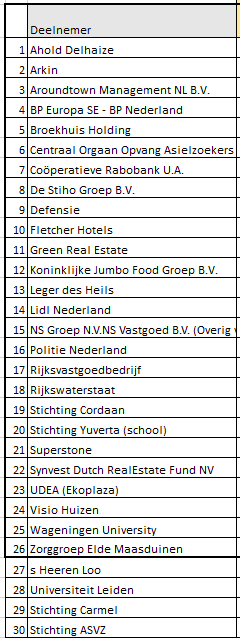 Deelnemer
1 Ahold Delhaize
2 Arkin
3 Aroundtown Management NL B.V.
4 BP Europa SE - BP Nederland
5 Broekhuis Holding
6 Centraal Orgaan Opvang Asielzoekers
7 Coöperatieve Rabobank U.A.
8 De Stiho Groep B.V.
9 Defensie
10 Fletcher Hotels
11 Green Real Estate
12 Koninklijke Jumbo Food Groep B.V.
13 Leger des Heils
14 Lidl Nederland
15 NS Groep N.V.NS Vastgoed B.V. (Overig v
16 Politie Nederland
17 Rijksvastgoedbedrijf
18 Rijkswaterstaat
19 Stichting Cordaan
20 Stichting Yuverta (school)
21 Superstone
22 Synvest Dutch RealEstate Fund NV
23 UDEA (Ekoplaza)
24 Visio Huizen
25 Wageningen University
26 Zorggroep Elde Maasduinen
27 s Heeren Loo
28 Universiteit Leiden
29 Stichting Carmel
30 Stichting ASVZ